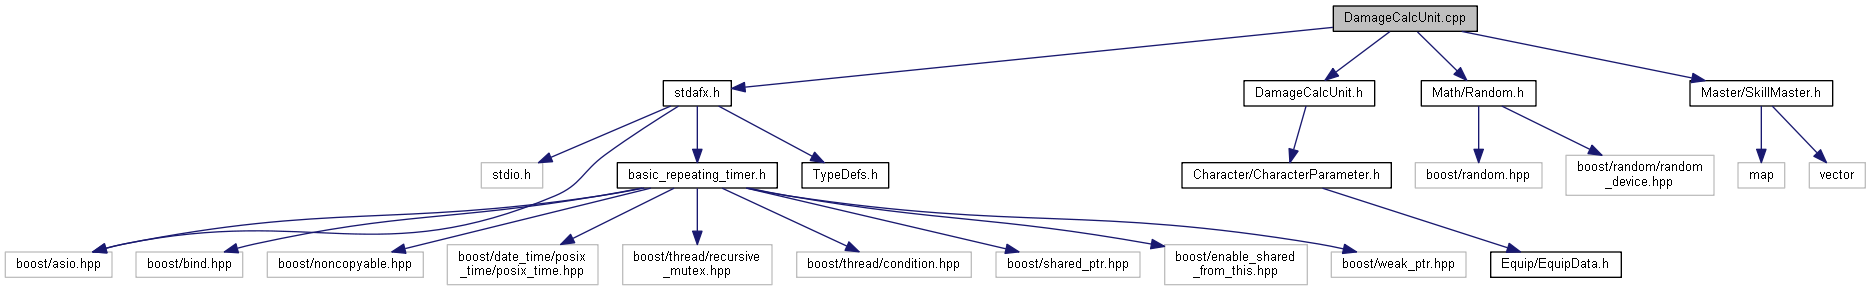 DamageCalcUnit.cpp
stdafx.h
DamageCalcUnit.h
Math/Random.h
Master/SkillMaster.h
stdio.h
basic_repeating_timer.h
TypeDefs.h
Character/CharacterParameter.h
boost/random.hpp
boost/random/random
_device.hpp
map
vector
boost/asio.hpp
boost/bind.hpp
boost/noncopyable.hpp
boost/date_time/posix
_time/posix_time.hpp
boost/thread/recursive
_mutex.hpp
boost/thread/condition.hpp
boost/shared_ptr.hpp
boost/enable_shared
_from_this.hpp
boost/weak_ptr.hpp
Equip/EquipData.h